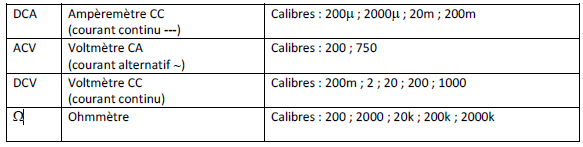 DCA Ampèremètre CC Calibres : 200µ ; 2000µ ; 20m ; 200m
(courant continu ---)
ACV Voltmètre CA Calibres : 200 ; 750
(courant alternatif ~)
DCV Voltmètre CC Calibres : 200m ; 2 ; 20 ; 200 ; 1000
(courant continu)
Ω Ohmmètre Calibres : 200 ; 2000 ; 20k ; 200k ; 2000k